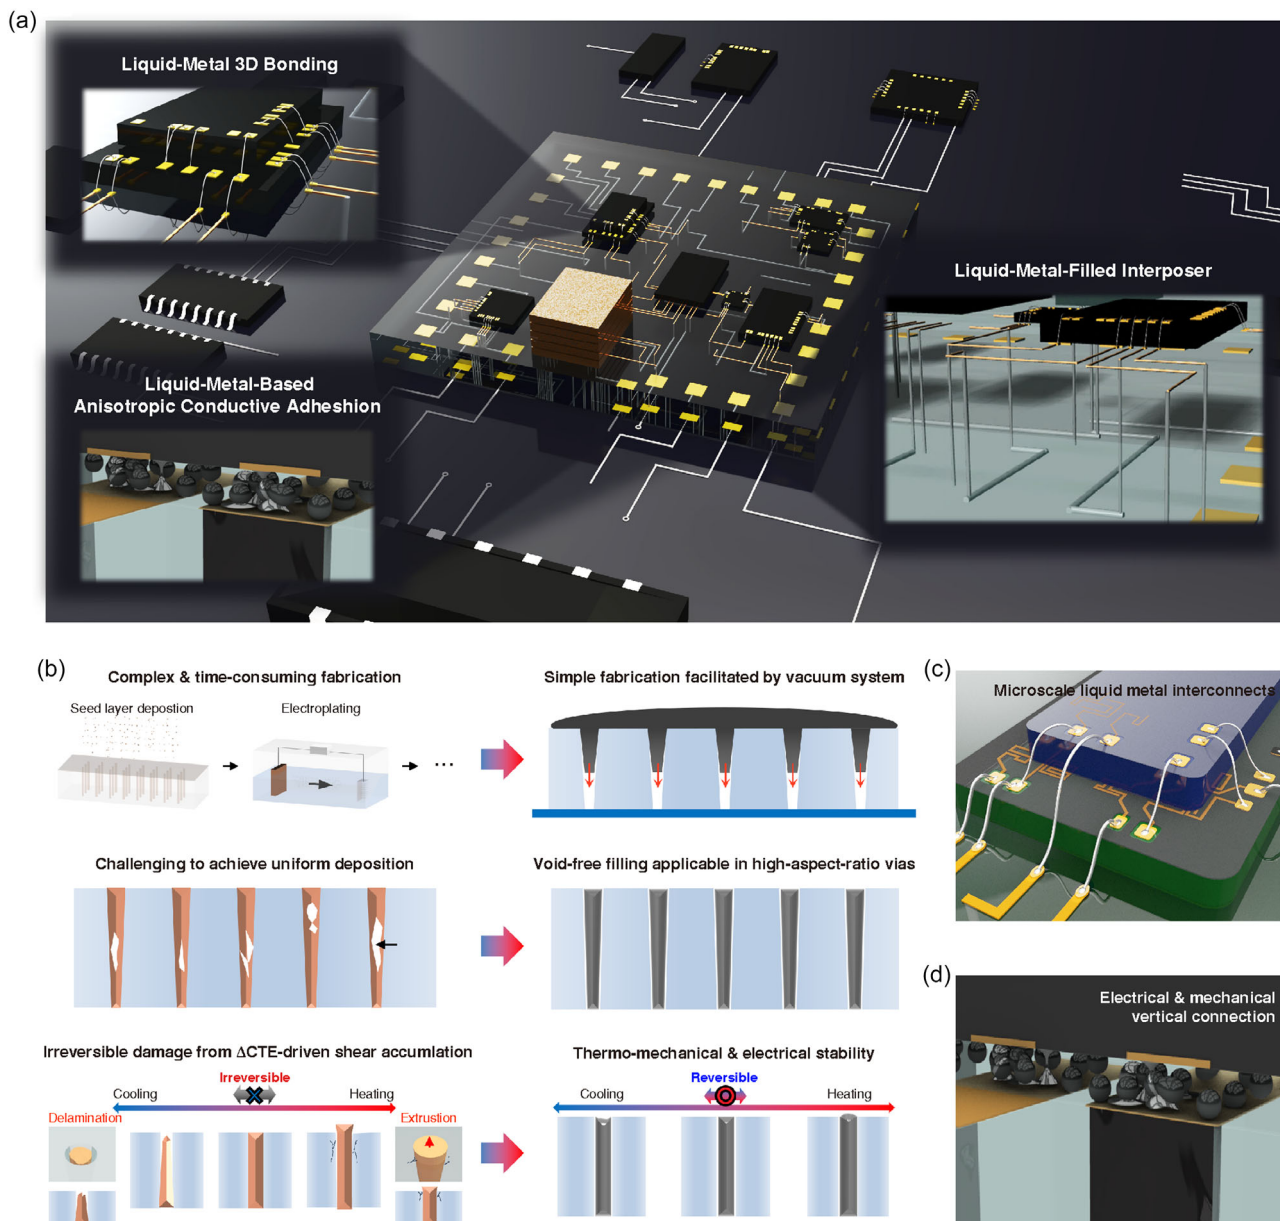 (a)
Liquid-Metal 3D Bonding
Liquid-Metal-Filled Interposer
Liquid-Metal-Based
Anisotropic Conductive Adheshion
(b)
Complex & time-consuming fabrication
Seed layer depostion
Electroplating
...
Simple fabrication facilitated by vacuum system
Challenging to achieve uniform deposition
Void-free filling applicable in high-aspect-ratio vias
Irreversible damage from ΔCTE-driven shear accumlation
Irreversible
Cooling
Heating
Delamination
Extrustion
Thermo-mechanical & electrical stability
Reversible
Cooling
Heating
(c)
Microscale liquid metal interconnects
(d)
Electrical & mechanical
vertical connection